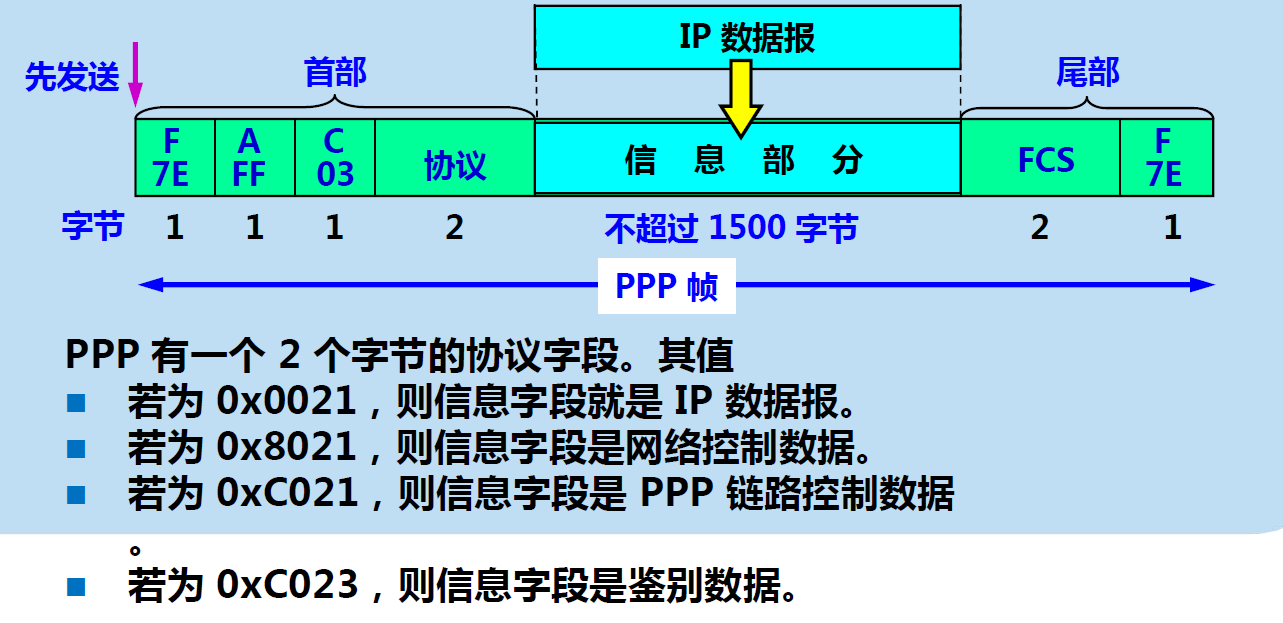 IP 数据报
先发送
首部
尾部
F
7E
A
FF
C
03
协议
信 息 部 分
FCS
F
7E
字节
1
1
1
2
不超过 1500 字节
2
1
PPP 帧
PPP 有一个 2 个字节的协议字段。其值
若为 0x0021，则信息字段就是 IP 数据报。
若为 0x8021，则信息字段是网络控制数据。
若为 0xC021，则信息字段是 PPP 链路控制数据
。
若为 0xC023，则信息字段是鉴别数据。